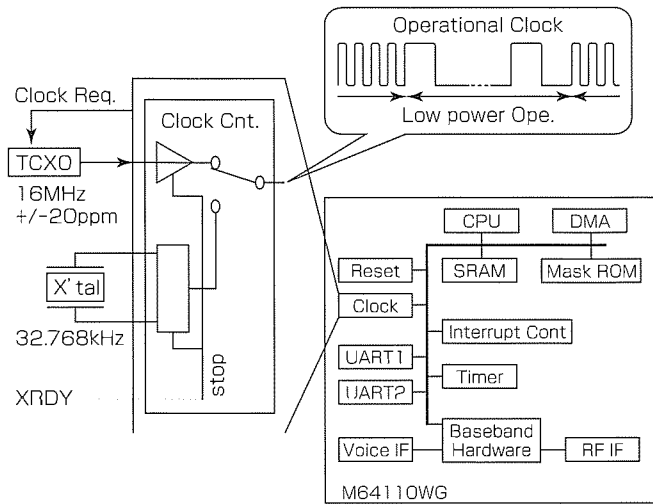 Operational Clock
Low power Ope.
Clock Req.
Clock Cnt.
TCXO
16MHz
+/-20ppm
X'tal
32.768kHz
XRDY
stop
CPU
DMA
Reset
SRAM
Mask ROM
Clock
Interrupt Cont
UART1
Timer
UART2
Voice IF
Baseband
Hardware
RF IF
M64110WG